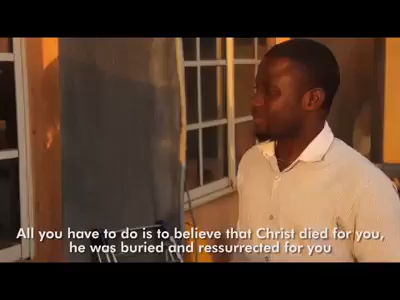 All you have to do is to believe that Christ died for you,
he was buried and ressurrected for you